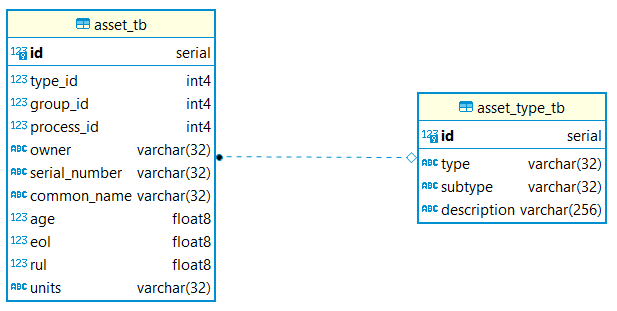 asset_tb
123 id serial
123 type_id int4
123 group_id int4
123 process_id int4
ABC owner varchar(32)
ABC serial_number varchar(32)
ABC common_name varchar(32)
123 age float8
123 eol float8
123 rul float8
ABC units varchar(32)
asset_type_tb
123 id serial
ABC type varchar(32)
ABC subtype varchar(32)
ABC description varchar(256)